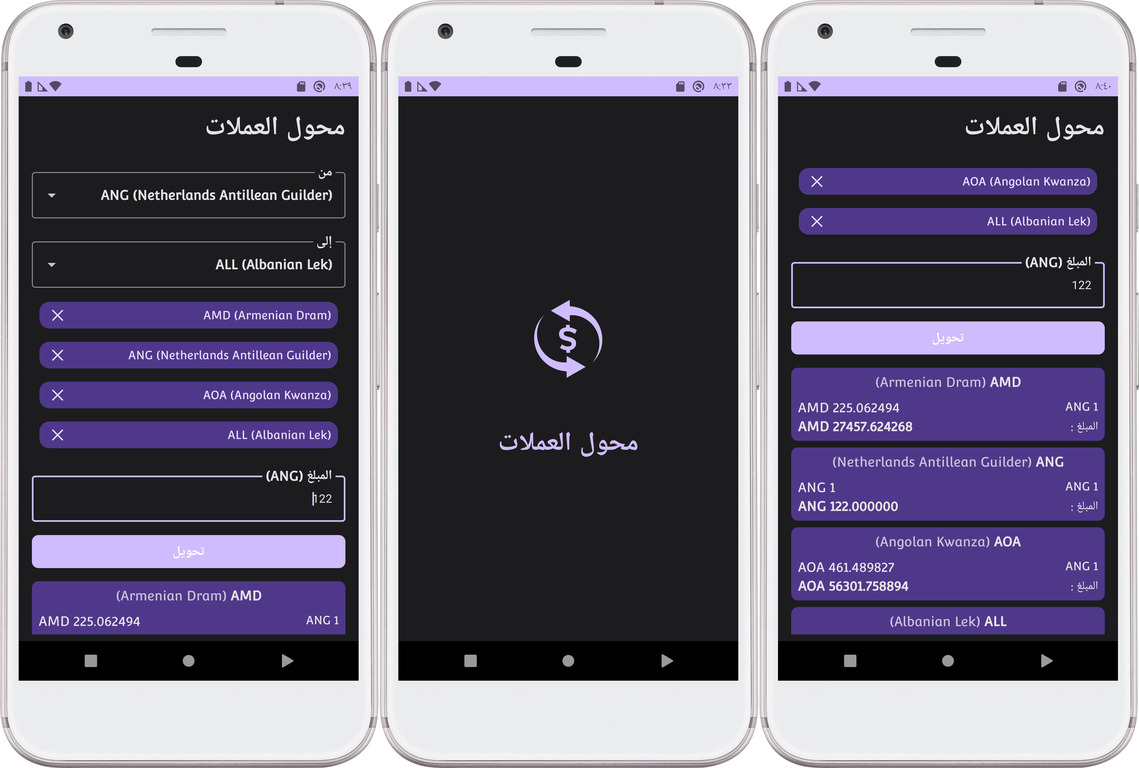 ٨:٣٩
محول العملات
من
ANG (Netherlands Antillean Guilder)
إلى
ALL (Albanian Lek)
AMD (Armenian Dram)
ANG (Netherlands Antillean Guilder)
AOA (Angolan Kwanza)
ALL (Albanian Lek)
المبلغ (ANG)
122
تحويل
(Armenian Dram) AMD
AMD 225.062494
ANG 1
٨:٣٣
$
محول العملات
٨:٤٠
محول العملات
AOA (Angolan Kwanza)
ALL (Albanian Lek)
المبلغ (ANG)
122
تحويل
(Armenian Dram) AMD
ANG 1
AMD 225.062494
المبلغ :
AMD 27457.624268
(Netherlands Antillean Guilder) ANG
ANG 1
ANG 1
المبلغ :
ANG 122.000000
(Angolan Kwanza) AOA
ANG 1
AOA 461.489827
المبلغ :
AOA 56301.758894
(Albanian Lek) ALL